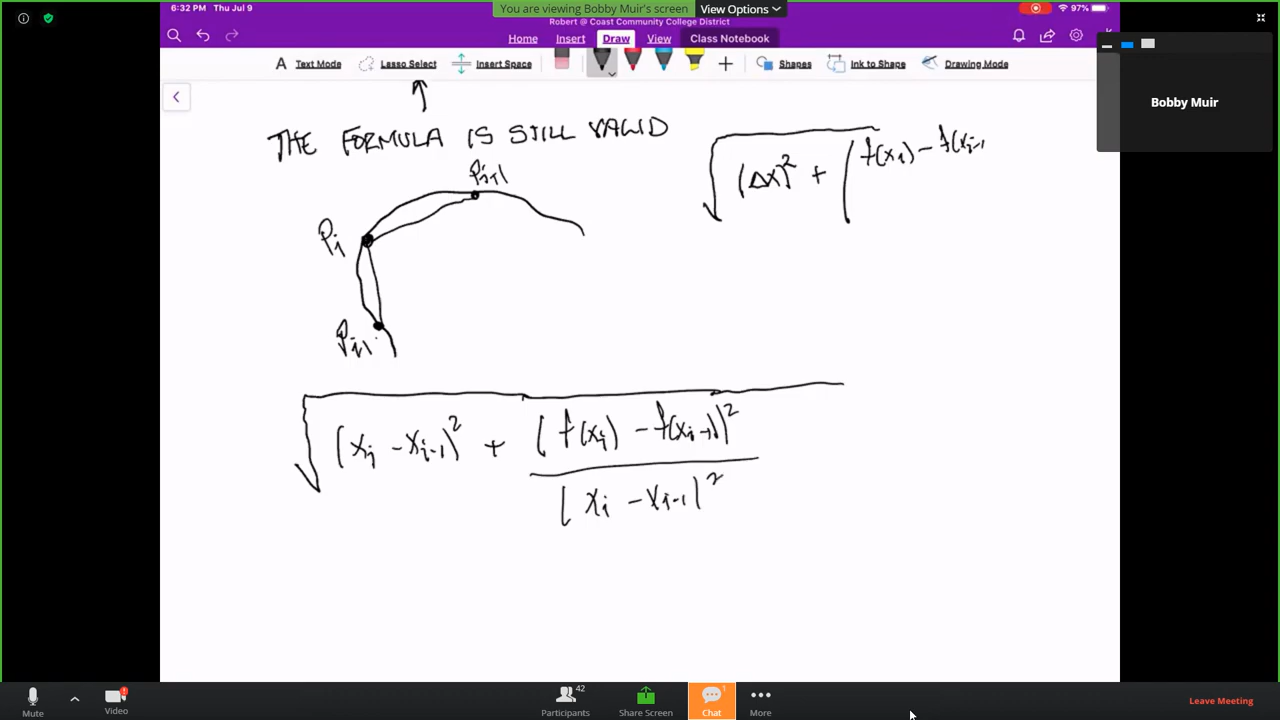 You are viewing Bobby Muir's screen
View Options
6:32 PM Thu Jul 9
97%
Robert @ Coast Community College District
Home
Insert
Draw
View
Class Notebook
Text Mode
Lasso Select
Insert Space
Shapes
Ink to Shape
Drawing Mode
Bobby Muir
THE FORMULA IS STILL VALID
√((Δx)² + (f(xᵢ) - f(xᵢ₋₁
Pᵢ₊₁
Pᵢ
√((xᵢ - xᵢ₋₁)² + (f(xᵢ) - f(xᵢ₋₁))²
(xᵢ - xᵢ₋₁)²
Mute
Video
Participants
42
Share Screen
Chat
1
More
Leave Meeting